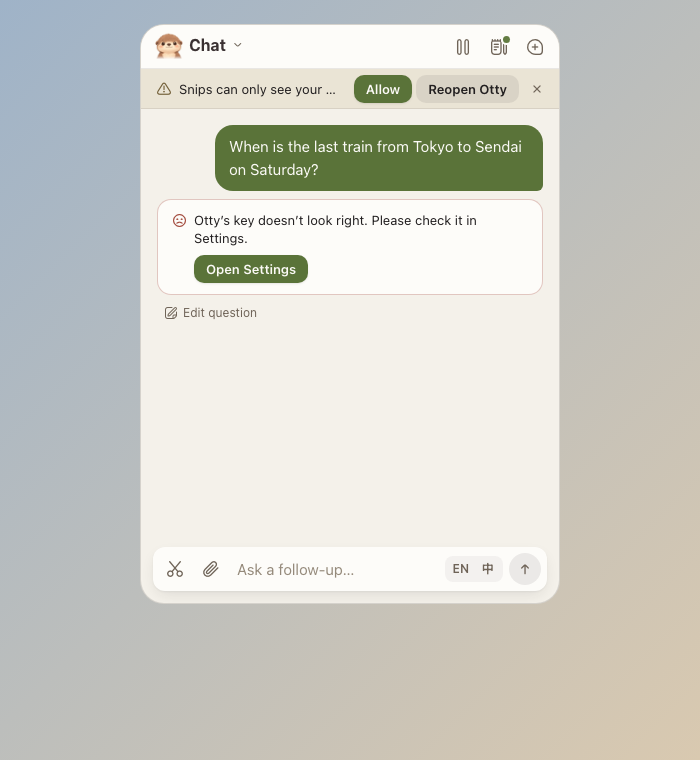 Chat
Snips can only see your ...
Allow
Reopen Otty
When is the last train from Tokyo to Sendai
on Saturday?
Otty’s key doesn’t look right. Please check it in
Settings.
Open Settings
Edit question
Ask a follow-up...
EN 中